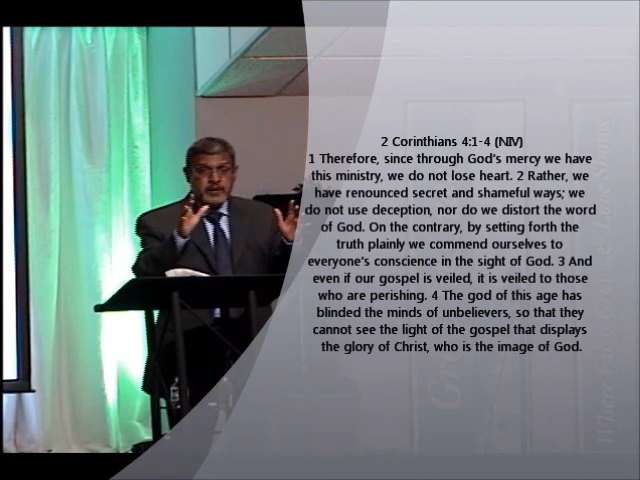 2 Corinthians 4:1-4 (NIV)
1 Therefore, since through God's mercy we have
this ministry, we do not lose heart. 2 Rather, we
have renounced secret and shameful ways; we
do not use deception, nor do we distort the word
of God. On the contrary, by setting forth the
truth plainly we commend ourselves to
everyone's conscience in the sight of God. 3 And
even if our gospel is veiled, it is veiled to those
who are perishing. 4 The god of this age has
blinded the minds of unbelievers, so that they
cannot see the light of the gospel that displays
the glory of Christ, who is the image of God.